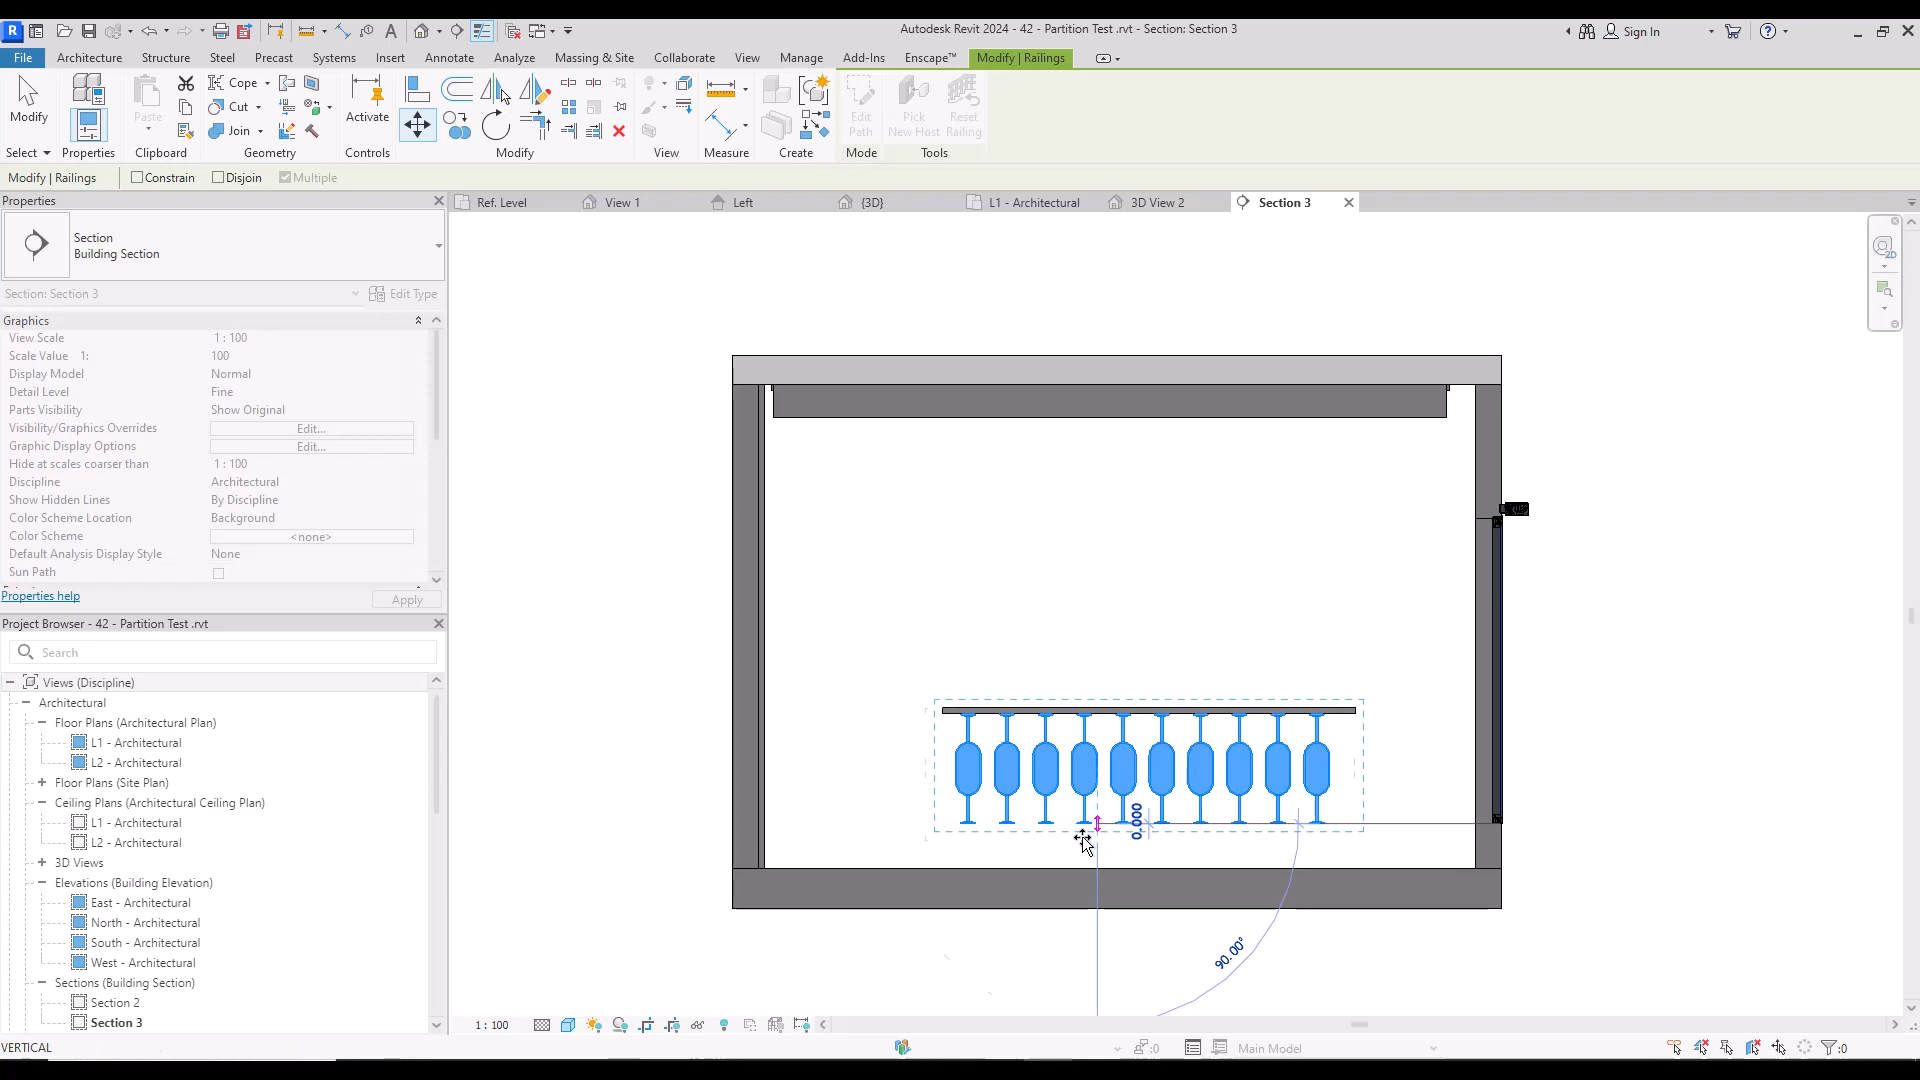 Autodesk Revit 2024 - 42 - Partition Test .rvt - Section: Section 3
Sign In
File Architecture Structure Steel Precast Systems Insert Annotate Analyze Massing & Site Collaborate View Manage Add-Ins Enscape™ Modify | Railings
Modify
Paste
Cope
Cut
Join
Activate
Edit Path
Pick New Host
Reset Railing
Select Properties Clipboard Geometry Controls Modify View Measure Create Mode Tools
Modify | Railings Constrain Disjoin Multiple
Properties
Ref. Level View 1 Left {3D} L1 - Architectural 3D View 2 Section 3
Section
Building Section
Section: Section 3 Edit Type
Graphics
View Scale 1 : 100
Scale Value 1: 100
Display Model Normal
Detail Level Fine
Parts Visibility Show Original
Visibility/Graphics Overrides Edit...
Graphic Display Options Edit...
Hide at scales coarser than 1 : 100
Discipline Architectural
Show Hidden Lines By Discipline
Color Scheme Location Background
Color Scheme <none>
Default Analysis Display Style None
Sun Path
Properties help Apply
Project Browser - 42 - Partition Test .rvt
Search
Views (Discipline)
Architectural
Floor Plans (Architectural Plan)
L1 - Architectural
L2 - Architectural
Floor Plans (Site Plan)
Ceiling Plans (Architectural Ceiling Plan)
L1 - Architectural
L2 - Architectural
3D Views
Elevations (Building Elevation)
East - Architectural
North - Architectural
South - Architectural
West - Architectural
Sections (Building Section)
Section 2
Section 3
0.000
90.00°
1 : 100
VERTICAL
:0
Main Model
:0